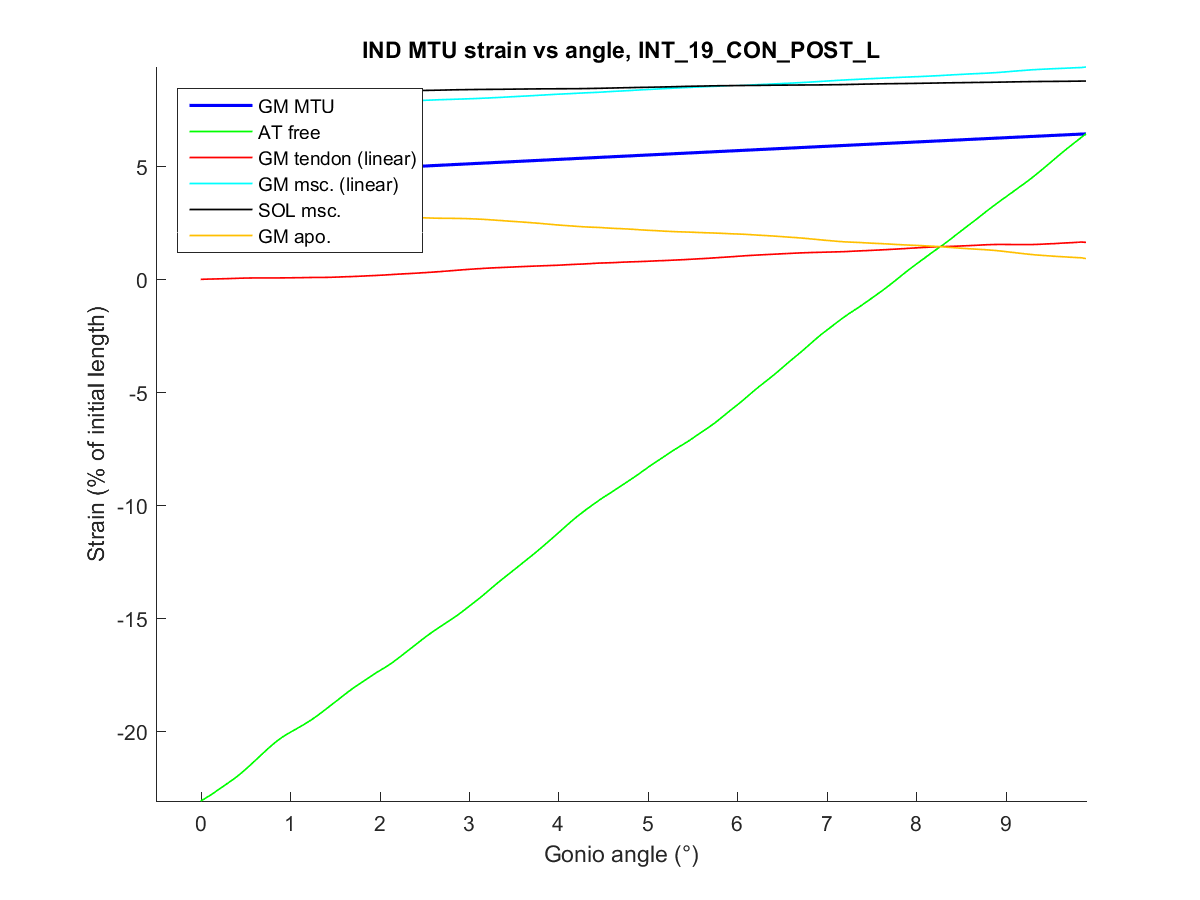 IND MTU strain vs angle, INT_19_CON_POST_L
GM MTU
AT free
GM tendon (linear)
GM msc. (linear)
SOL msc.
GM apo.
5
0
-5
-10
-15
-20
Strain (% of initial length)
0 1 2 3 4 5 6 7 8 9
Gonio angle (°)